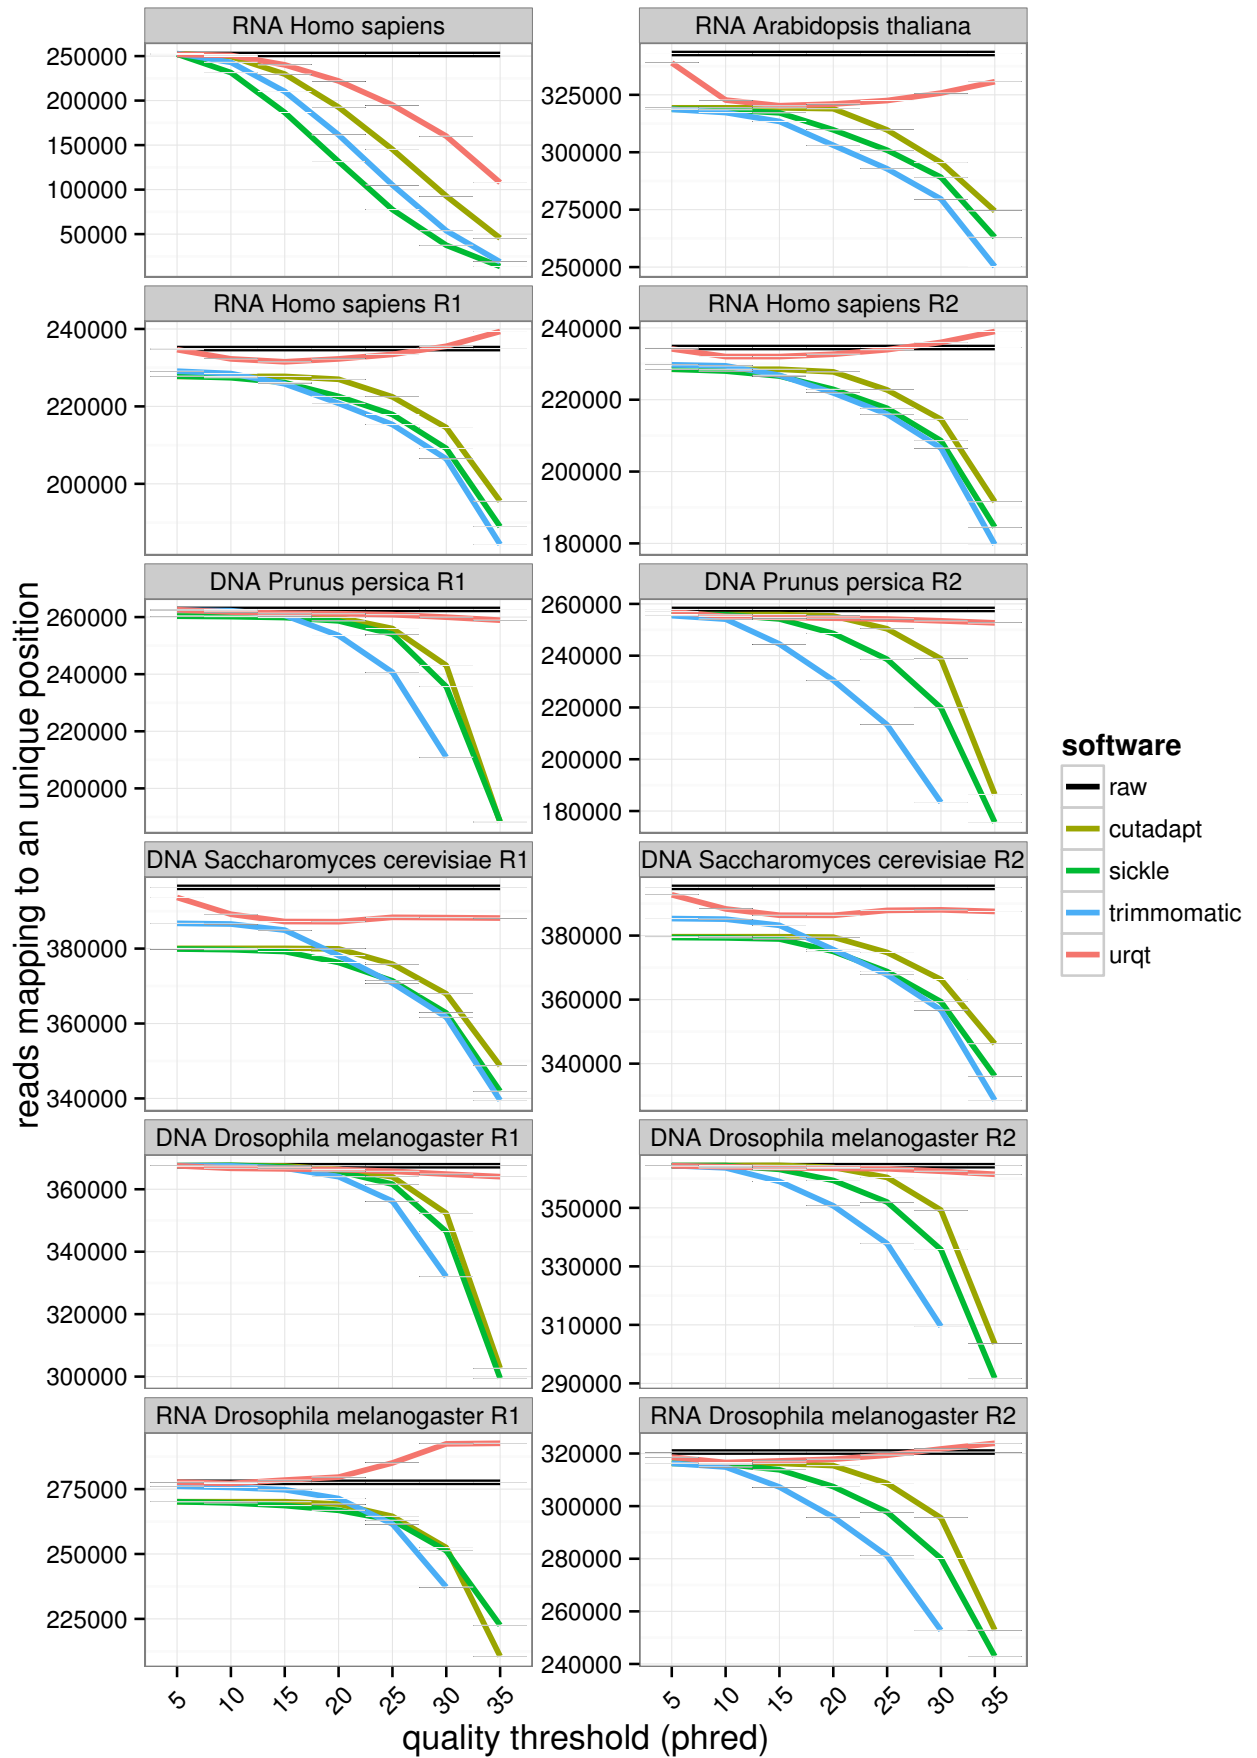 RNA Homo sapiens
RNA Arabidopsis thaliana
250000
200000
150000
100000
50000
325000
300000
275000
250000
RNA Homo sapiens R1
RNA Homo sapiens R2
240000
220000
200000
240000
220000
200000
180000
DNA Prunus persica R1
DNA Prunus persica R2
260000
240000
220000
200000
260000
240000
220000
200000
180000
DNA Saccharomyces cerevisiae R1
DNA Saccharomyces cerevisiae R2
380000
360000
340000
380000
360000
340000
DNA Drosophila melanogaster R1
DNA Drosophila melanogaster R2
360000
340000
320000
300000
350000
330000
310000
290000
RNA Drosophila melanogaster R1
RNA Drosophila melanogaster R2
275000
250000
225000
320000
300000
280000
260000
240000
5 10 15 20 25 30 35
5 10 15 20 25 30 35
quality threshold (phred)
reads mapping to an unique position
software
raw
cutadapt
sickle
trimmomatic
urqt